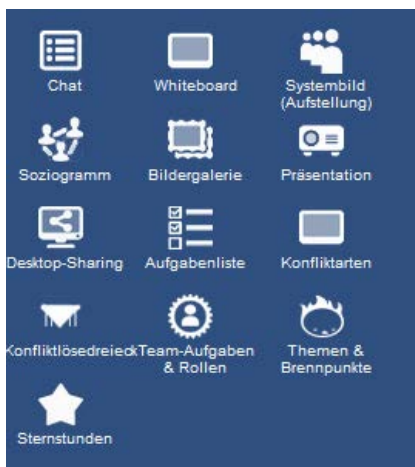 Chat Whiteboard Systembild
(Aufstellung)
Soziogramm Bildergalerie Präsentation
Desktop-Sharing Aufgabenliste Konfliktarten
Konfliktlösedreieck Team-Aufgaben Themen &
& Rollen Brennpunkte
Sternstunden